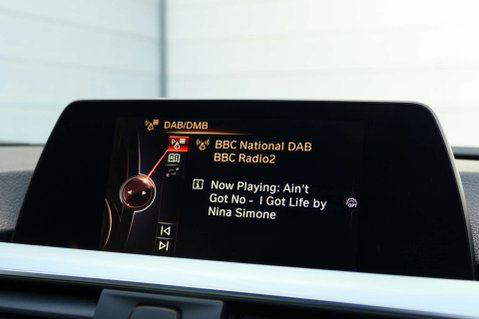 DAB/DMB
BBC National DAB
BBC Radio2
Now Playing: Ain't
Got No - I Got Life by
Nina Simone